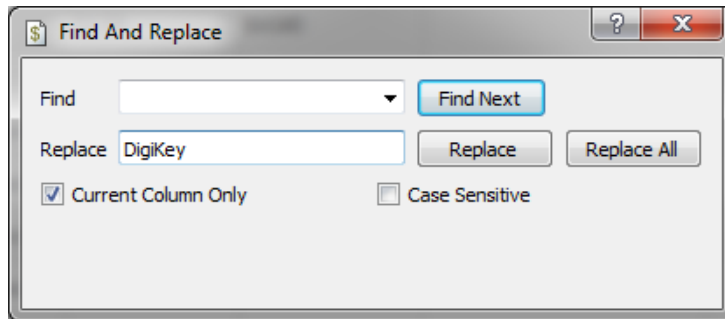 Find And Replace
Find Find Next
Replace DigiKey Replace Replace All
Current Column Only Case Sensitive